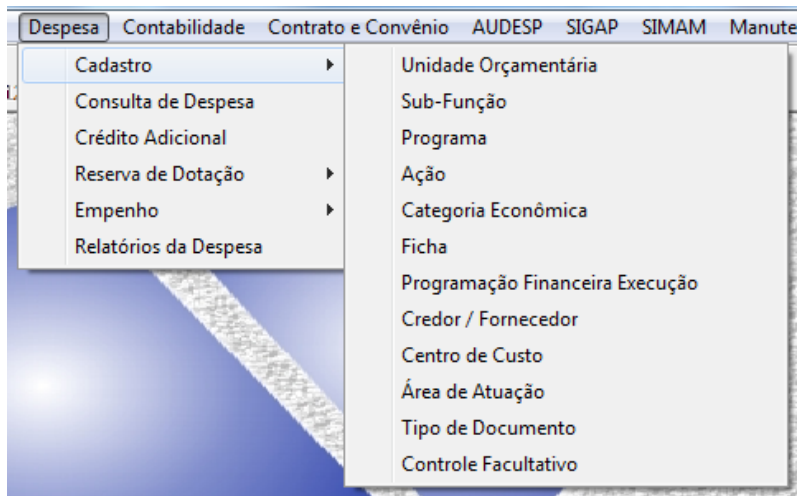 Despesa Contabilidade Contrato e Convênio AUDESP SIGAP SIMAM Manute
Cadastro
Consulta de Despesa
Crédito Adicional
Reserva de Dotação
Empenho
Relatórios da Despesa
Unidade Orçamentária
Sub-Função
Programa
Ação
Categoria Econômica
Ficha
Programação Financeira Execução
Credor / Fornecedor
Centro de Custo
Área de Atuação
Tipo de Documento
Controle Facultativo